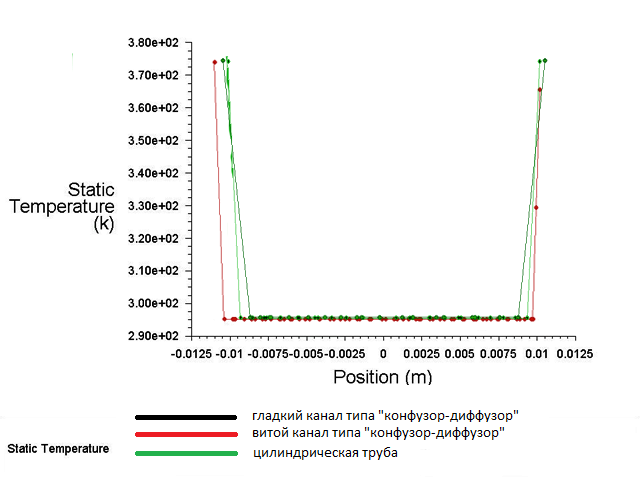 3.80e+02
3.70e+02
3.60e+02
3.50e+02
3.40e+02
3.30e+02
3.20e+02
3.10e+02
3.00e+02
2.90e+02
Static
Temperature
(k)
-0.0125 -0.01 -0.0075-0.005-0.0025 0 0.0025 0.005 0.0075 0.01 0.0125
Position (m)
гладкий канал типа "конфузор-диффузор"
витой канал типа "конфузор-диффузор"
Static Temperature цилиндрическая труба